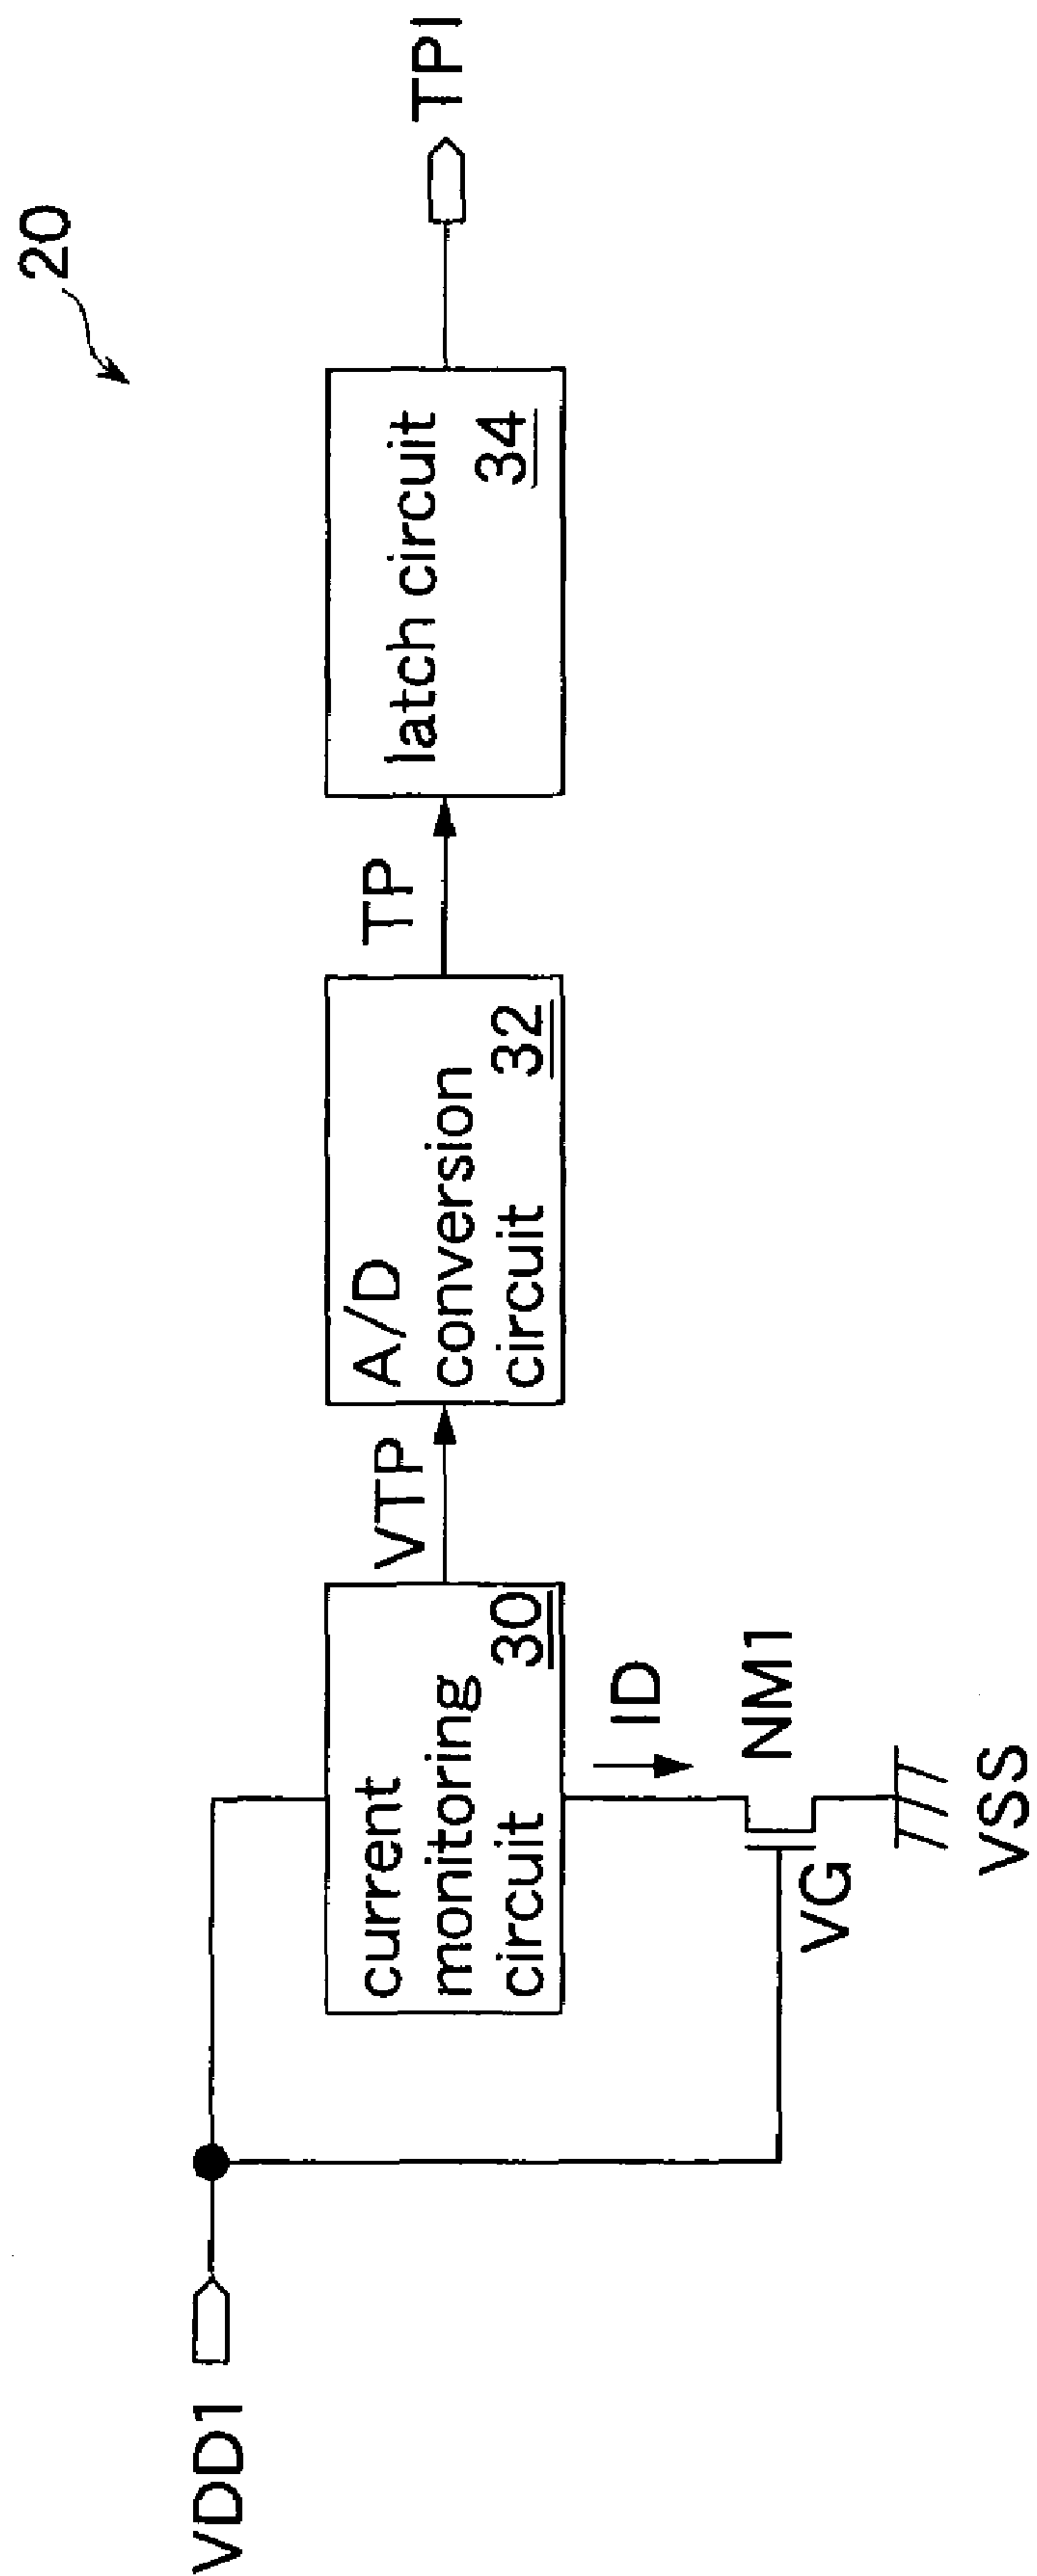 20
VDD1
current
monitoring
circuit 30
VTP
A/D
conversion
circuit 32
TP
latch circuit
34
TPI
ID
NM1
VG
VSS